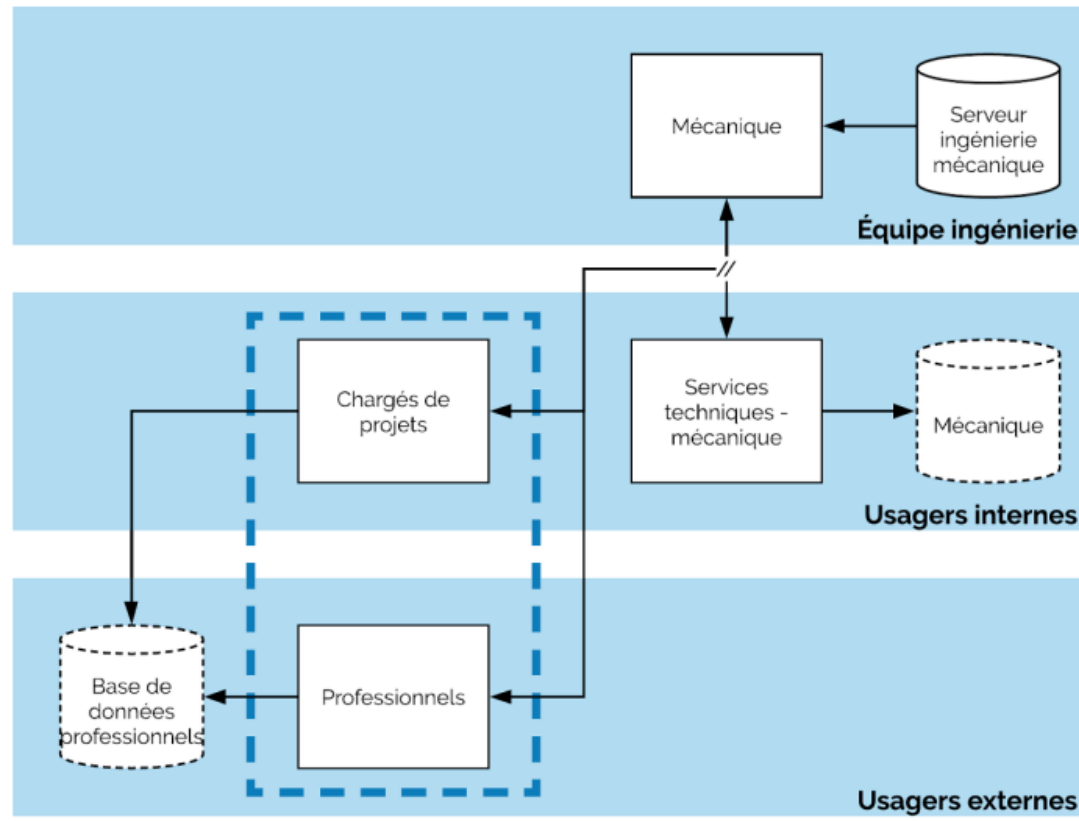 Mécanique
Serveur
ingénierie
mécanique
Équipe ingénierie
Chargés de
projets
Services
techniques -
mécanique
Mécanique
Usagers internes
Base de
données
professionnels
Professionnels
Usagers externes